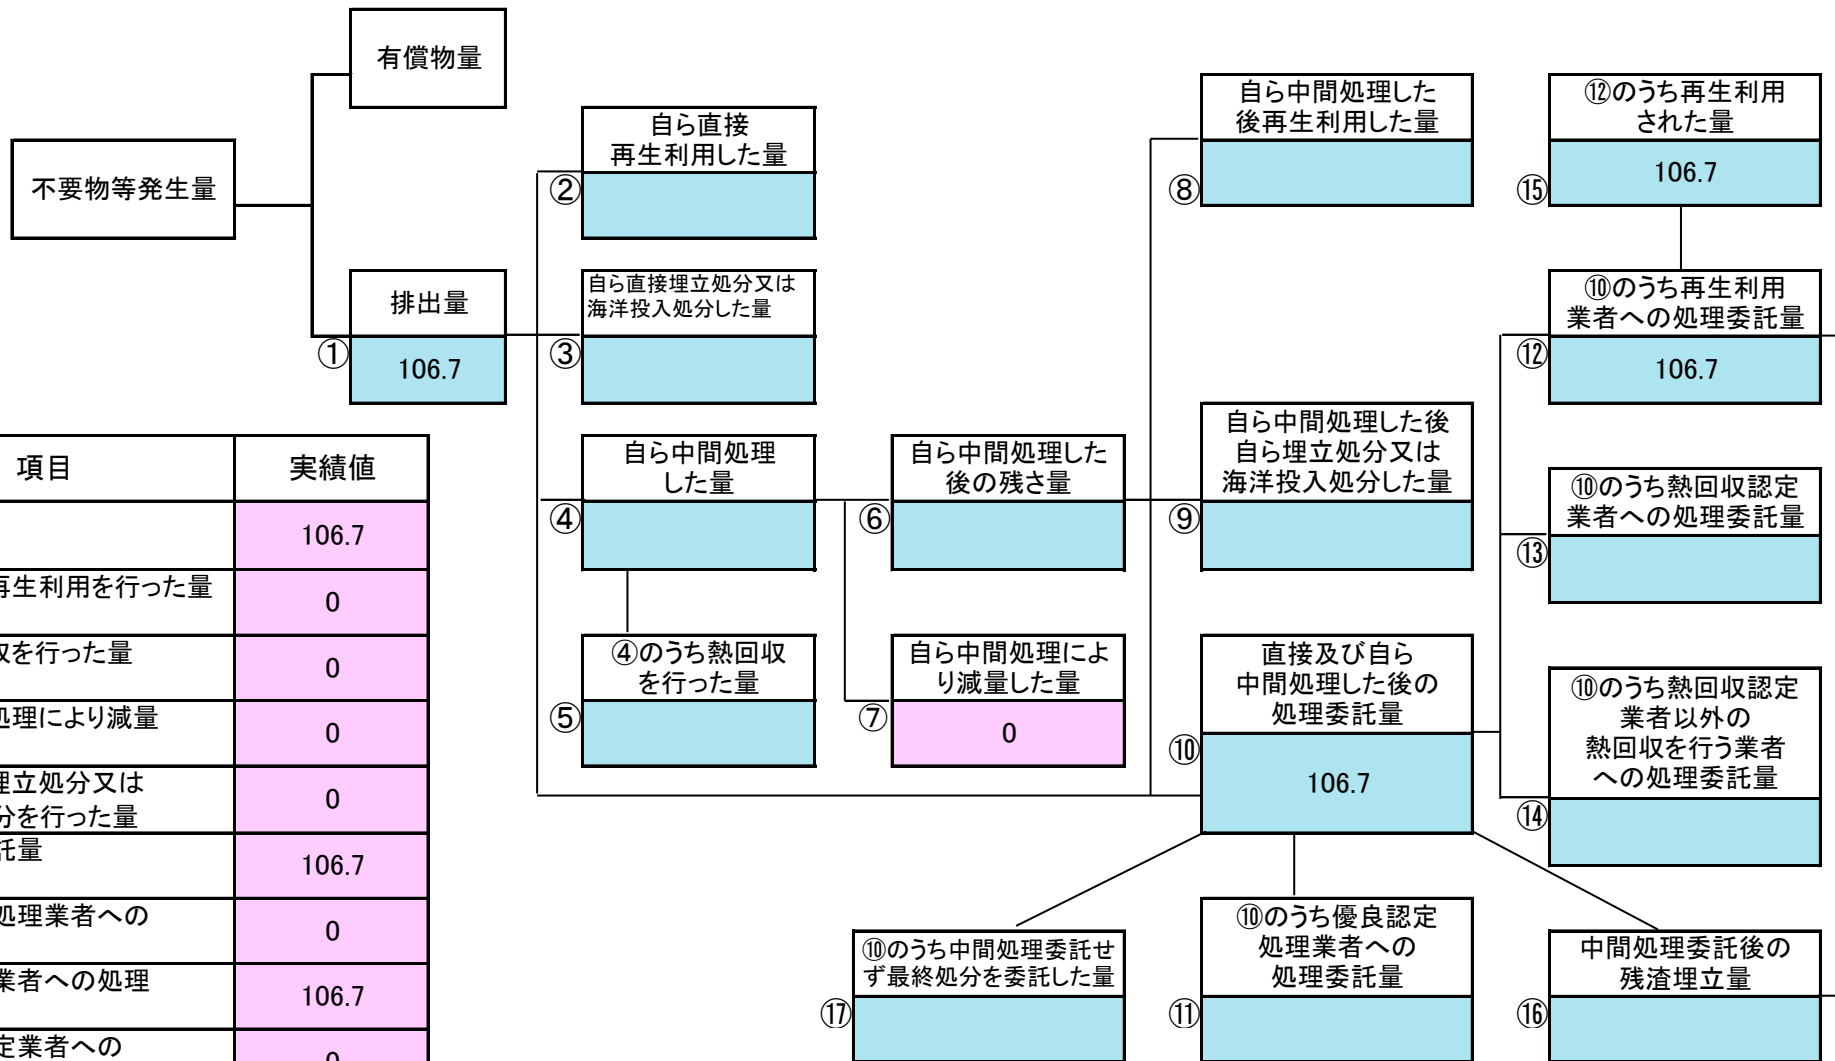 有償物量
不要物等発生量
排出量
①
106.7
自ら直接
再生利用した量
②
自ら直接埋立処分又は
海洋投入処分した量
③
自ら中間処理
した量
④
④のうち熱回収
を行った量
⑤
自ら中間処理した
後の残さ量
⑥
自ら中間処理によ
り減量した量
⑦
0
自ら中間処理した
後再生利用した量
⑧
自ら中間処理した後
自ら埋立処分又は
海洋投入処分した量
⑨
直接及び自ら
中間処理した後の
処理委託量
⑩
106.7
⑫のうち再生利用
された量
⑮
106.7
⑩のうち再生利用
業者への処理委託量
⑫
106.7
⑩のうち熱回収認定
業者への処理委託量
⑬
⑩のうち熱回収認定
業者以外の
熱回収を行う業者
への処理委託量
⑭
⑩のうち中間処理委託せ
ず最終処分を委託した量
⑰
⑩のうち優良認定
処理業者への
処理委託量
⑪
中間処理委託後の
残渣埋立量
⑯
項目 実績値
106.7
再生利用を行った量 0
を行った量 0
処理により減量 0
埋立処分又は
分を行った量 0
託量 106.7
処理業者への 0
業者への処理 106.7
定業者への 0